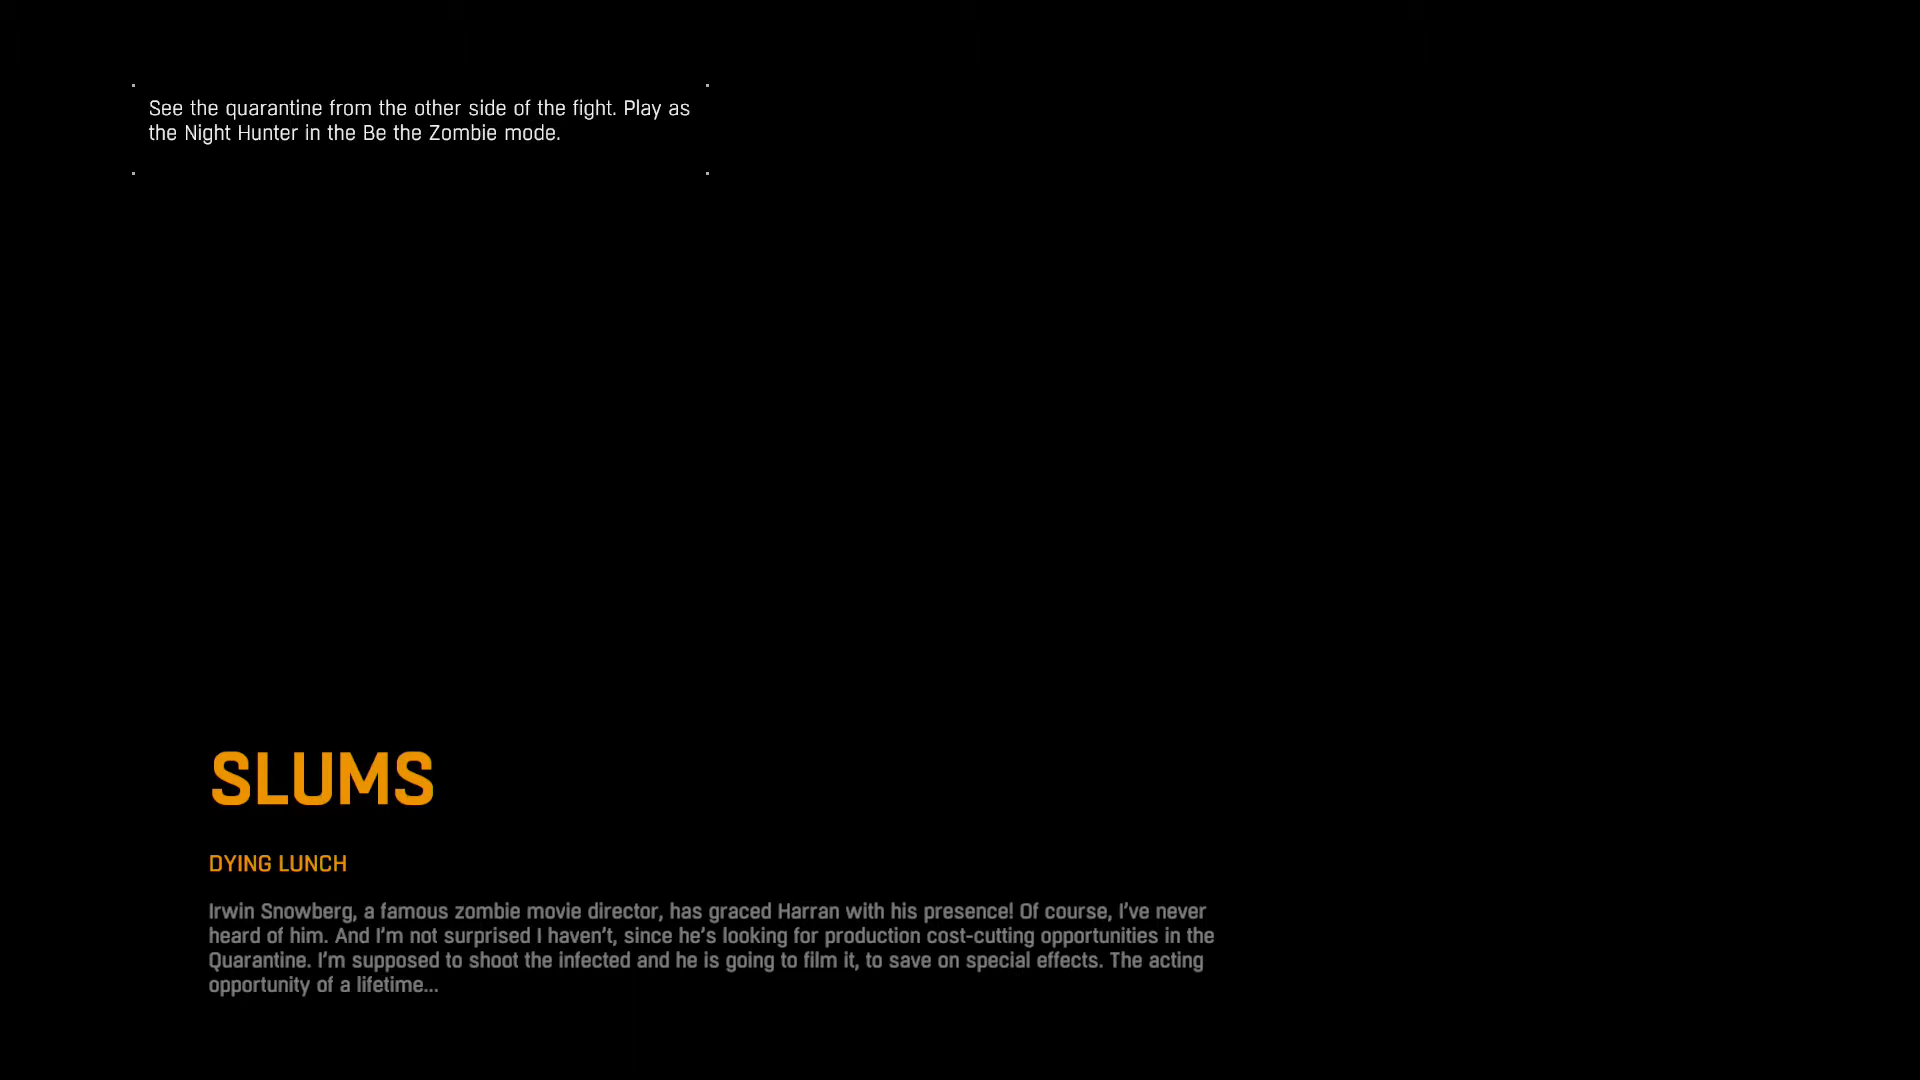 See the quarantine from the other side of the fight. Play as
the Night Hunter in the Be the Zombie mode.
SLUMS
DYING LUNCH
Irwin Snowberg, a famous zombie movie director, has graced Harran with his presence! Of course, I've never
heard of him. And I'm not surprised I haven't, since he's looking for production cost-cutting opportunities in the
Quarantine. I'm supposed to shoot the infected and he is going to film it, to save on special effects. The acting
opportunity of a lifetime...